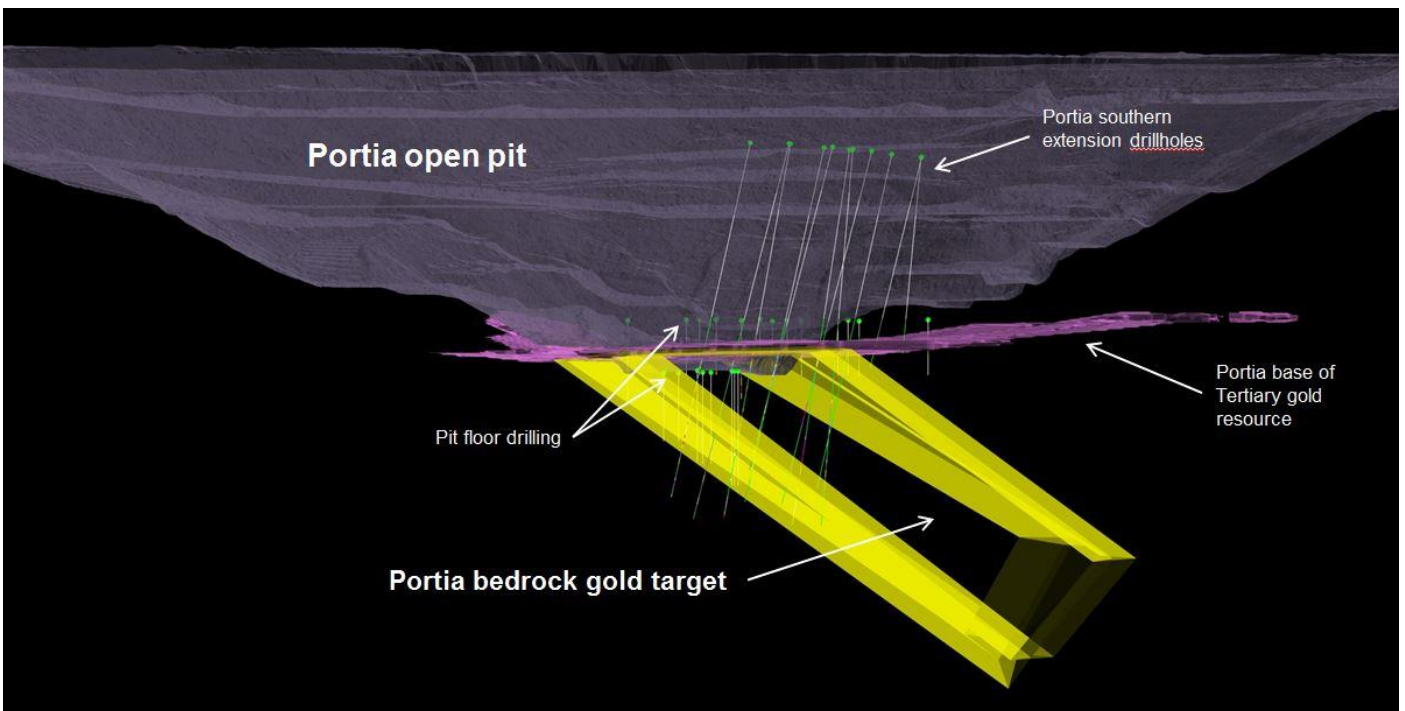 Portia open pit
Portia southern
extension drillholes
Pit floor drilling
Portia base of
Tertiary gold
resource
Portia bedrock gold target